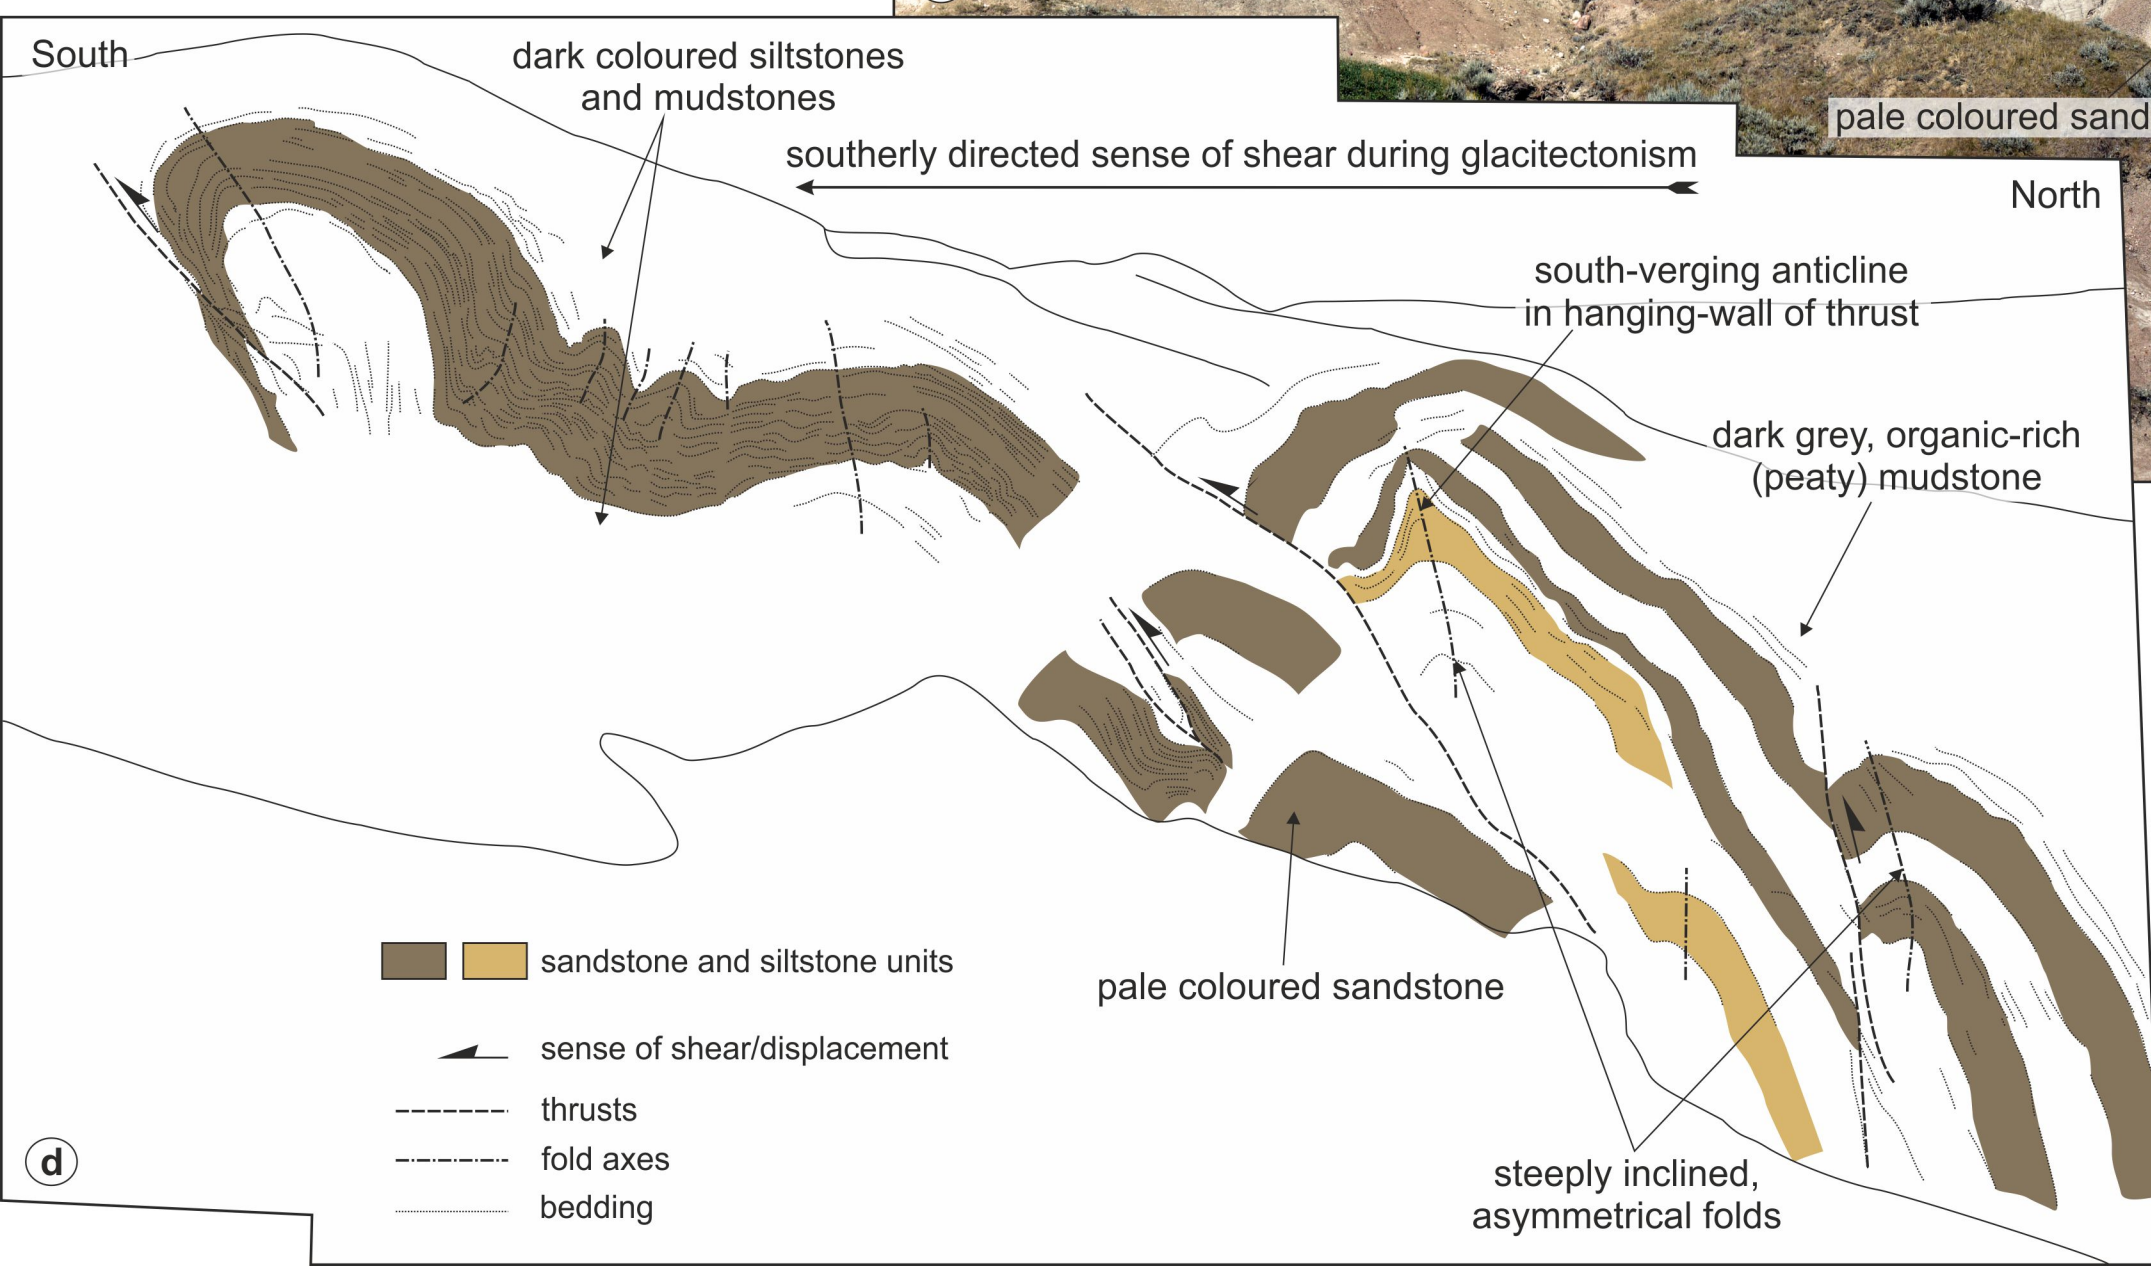 South
dark coloured siltstones
and mudstones
pale coloured sand
southerly directed sense of shear during glacitectonism
North
south-verging anticline
in hanging-wall of thrust
dark grey, organic-rich
(peaty) mudstone
pale coloured sandstone
sandstone and siltstone units
sense of shear/displacement
thrusts
fold axes
bedding
steeply inclined,
asymmetrical folds
d